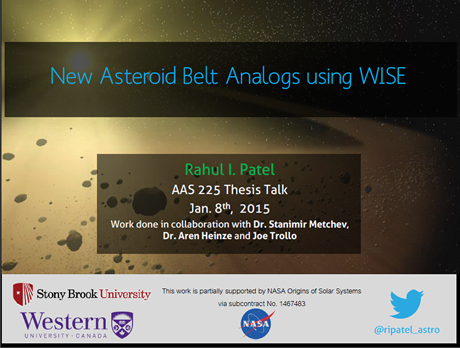 New Asteroid Belt Analogs using WISE
Rahul I. Patel
AAS 225 Thesis Talk
Jan. 8th, 2015
Work done in collaboration with Dr. Stanimir Metchev,
Dr. Aren Heinze and Joe Trollo
Stony Brook University
This work is partially supported by NASA Origins of Solar Systems
via subcontract No. 1467483
Western
UNIVERSITY · CANADA
NASA
@ripatel_astro